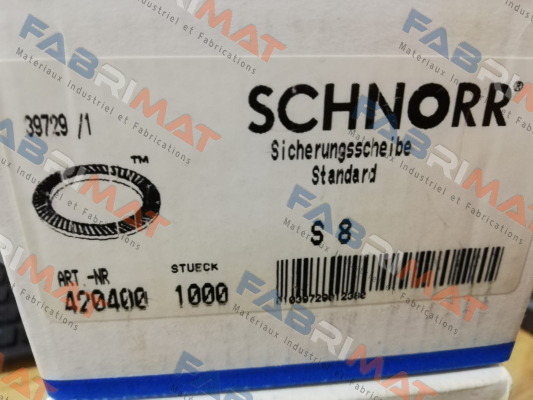 39729 /1
SCHNORR®
Sicherungsscheibe
Standard
S 8
TM
ART.-NR
STUECK
420400
1000
FABRIMAT
Materiaux Industriel et Fabrications